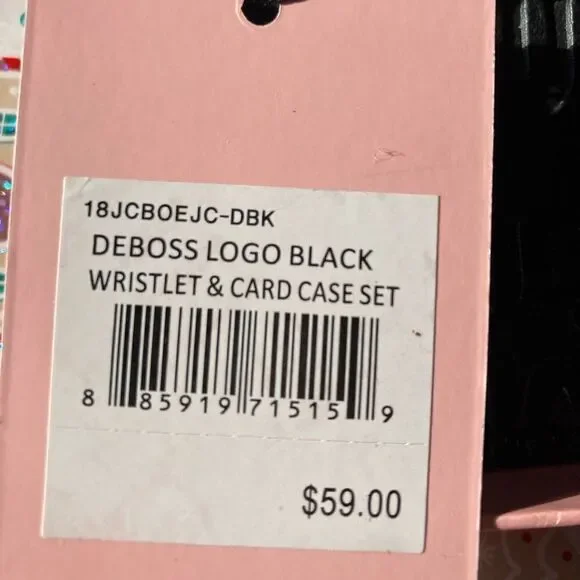 18JCBOEJC-DBK
DEBOSS LOGO BLACK
WRISTLET & CARD CASE SET
8 85919 71515 9
$59.00